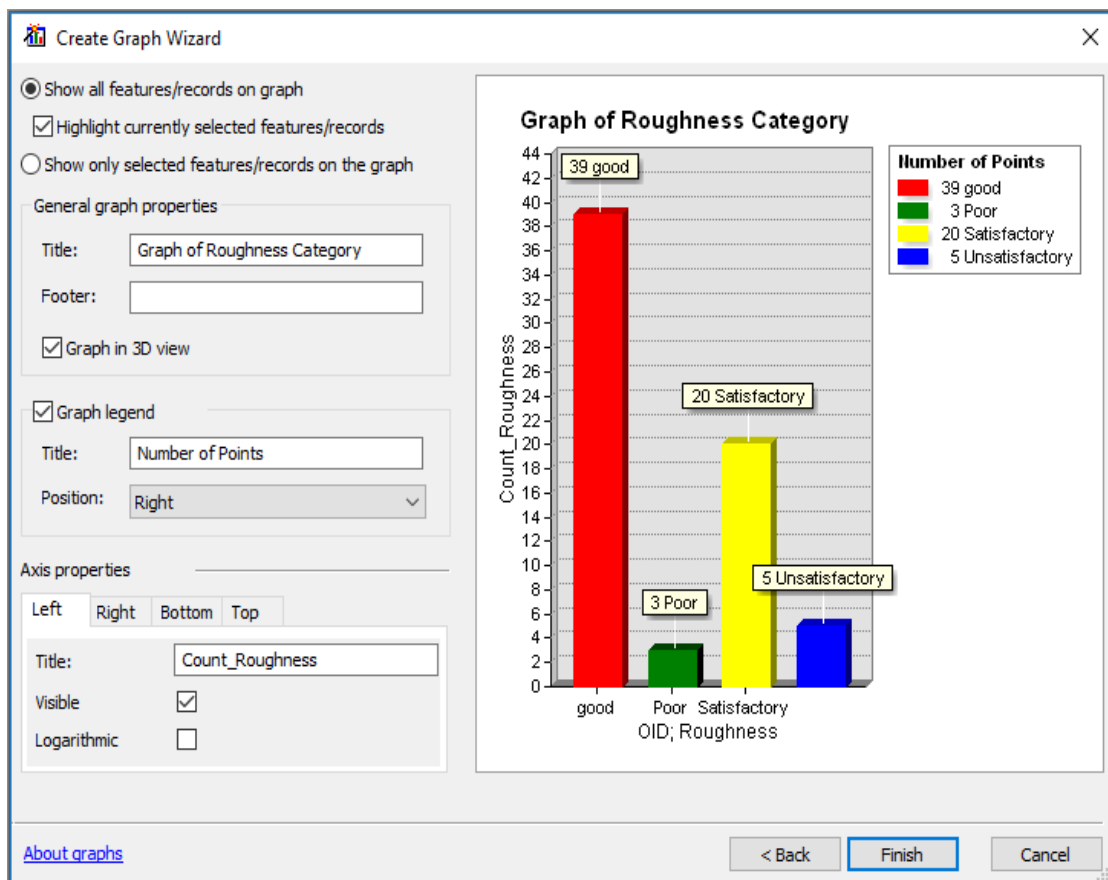 Create Graph Wizard
Show all features/records on graph
Highlight currently selected features/records
Show only selected features/records on the graph
General graph properties
Title: Graph of Roughness Category
Footer:
Graph in 3D view
Graph legend
Title: Number of Points
Position: Right
Axis properties
Left Right Bottom Top
Title: Count_Roughness
Visible
Logarithmic
Graph of Roughness Category
44
42
40
38
36
34
32
30
28
26
24
22
20
18
16
14
12
10
8
6
4
2
0
Count_Roughness
39 good
3 Poor
20 Satisfactory
5 Unsatisfactory
good Poor Satisfactory
OID; Roughness
Number of Points
39 good
3 Poor
20 Satisfactory
5 Unsatisfactory
About graphs
< Back Finish Cancel